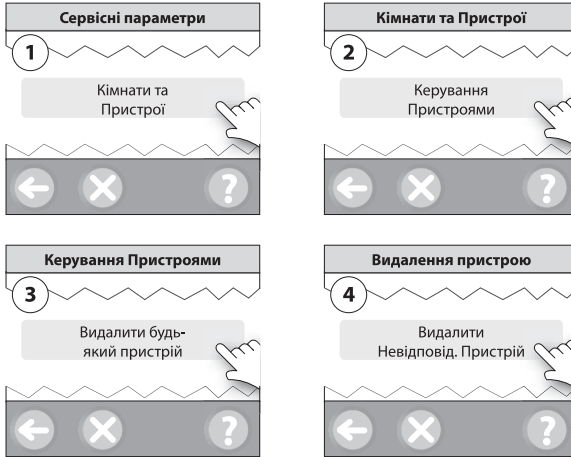 Сервісні параметри
1
Кімнати та
Пристрої
?
Кімнати та Пристрої
2
Керування
Пристроями
?
Керування Пристроями
3
Видалити будь-
який пристрій
?
Видалення пристрою
4
Видалити
Невідповід. Пристрій
?